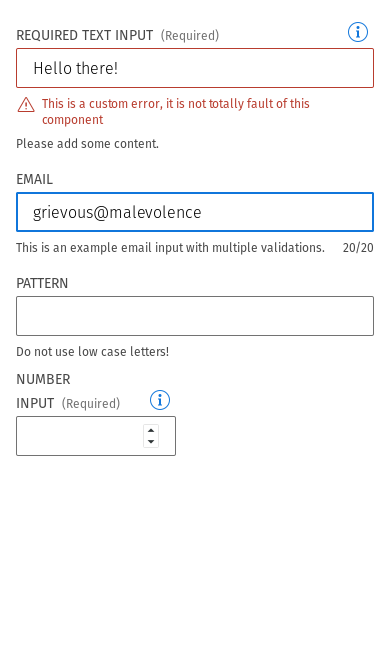 REQUIRED TEXT INPUT (Required)
Hello there!
This is a custom error, it is not totally fault of this
component
Please add some content.
EMAIL
grievous@malevolence
This is an example email input with multiple validations. 20/20
PATTERN
Do not use low case letters!
NUMBER
INPUT (Required)